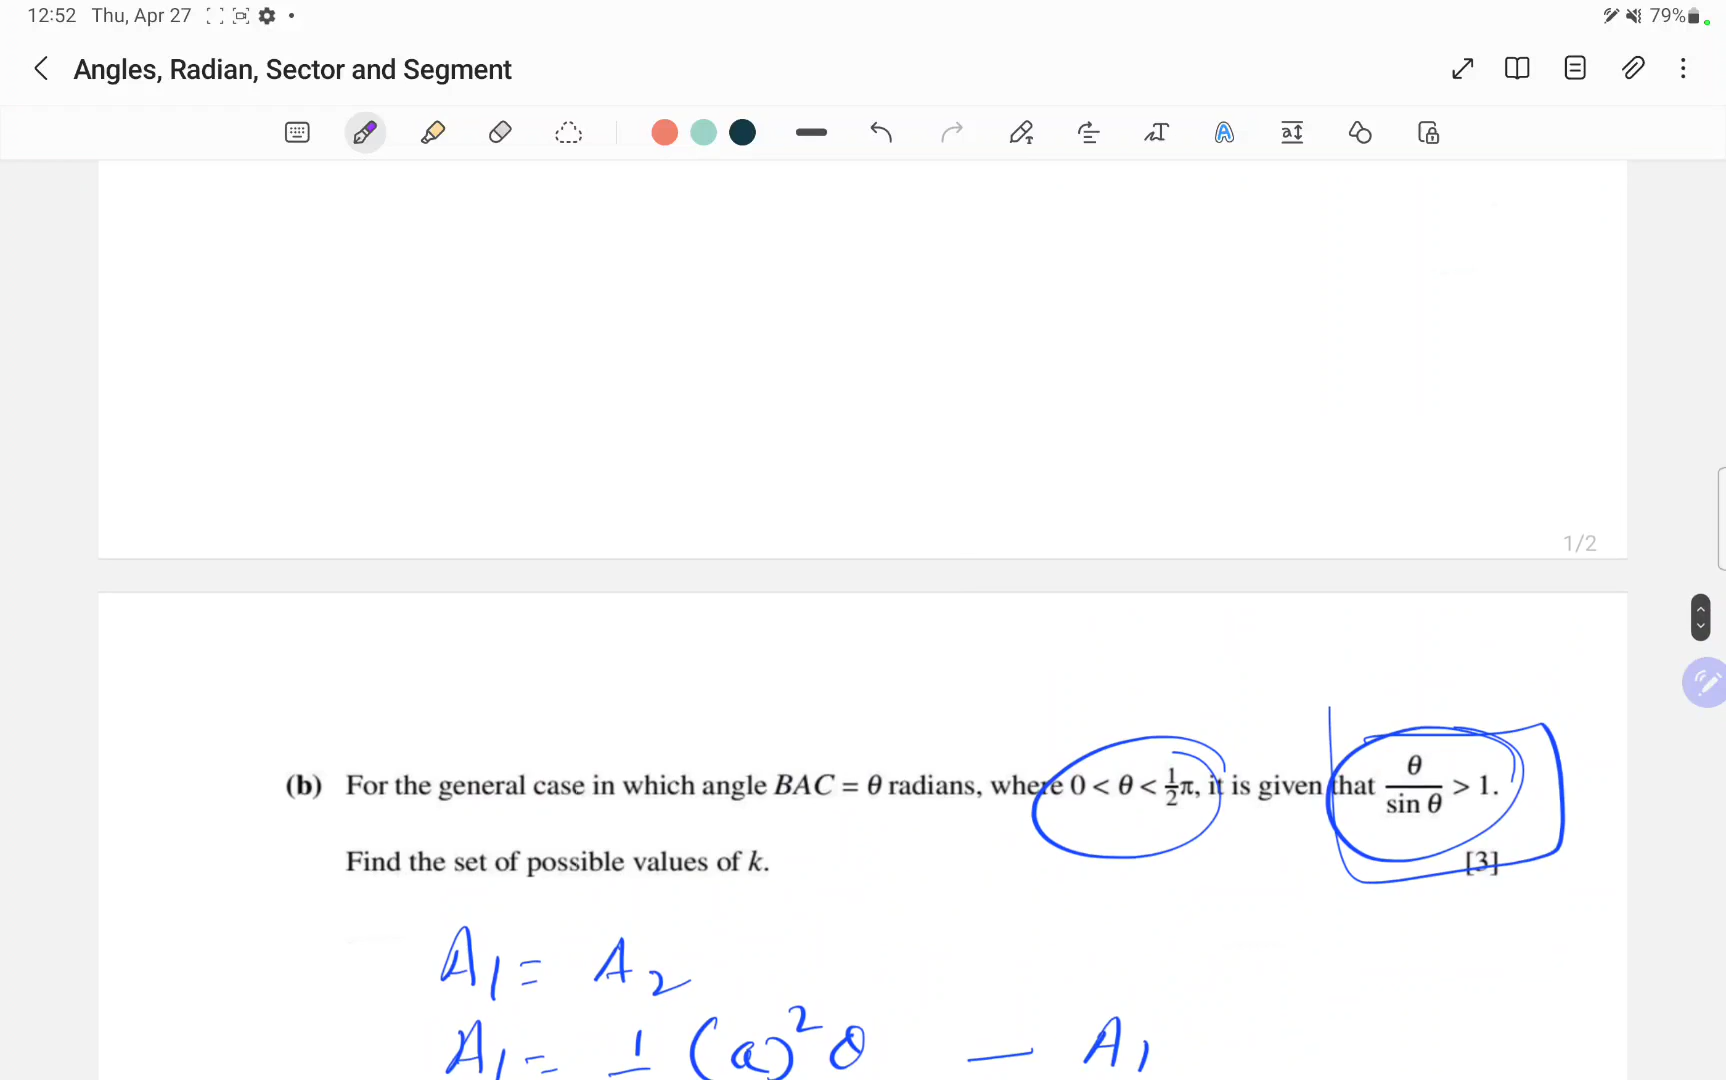 12:52 Thu, Apr 27 79%
Angles, Radian, Sector and Segment
1/2
(b) For the general case in which angle BAC = θ radians, where 0 < θ < ½π, it is given that θ/sin θ > 1.
Find the set of possible values of k. [3]
A₁ = A₂
A₁ = 1 (a)² θ — A₁